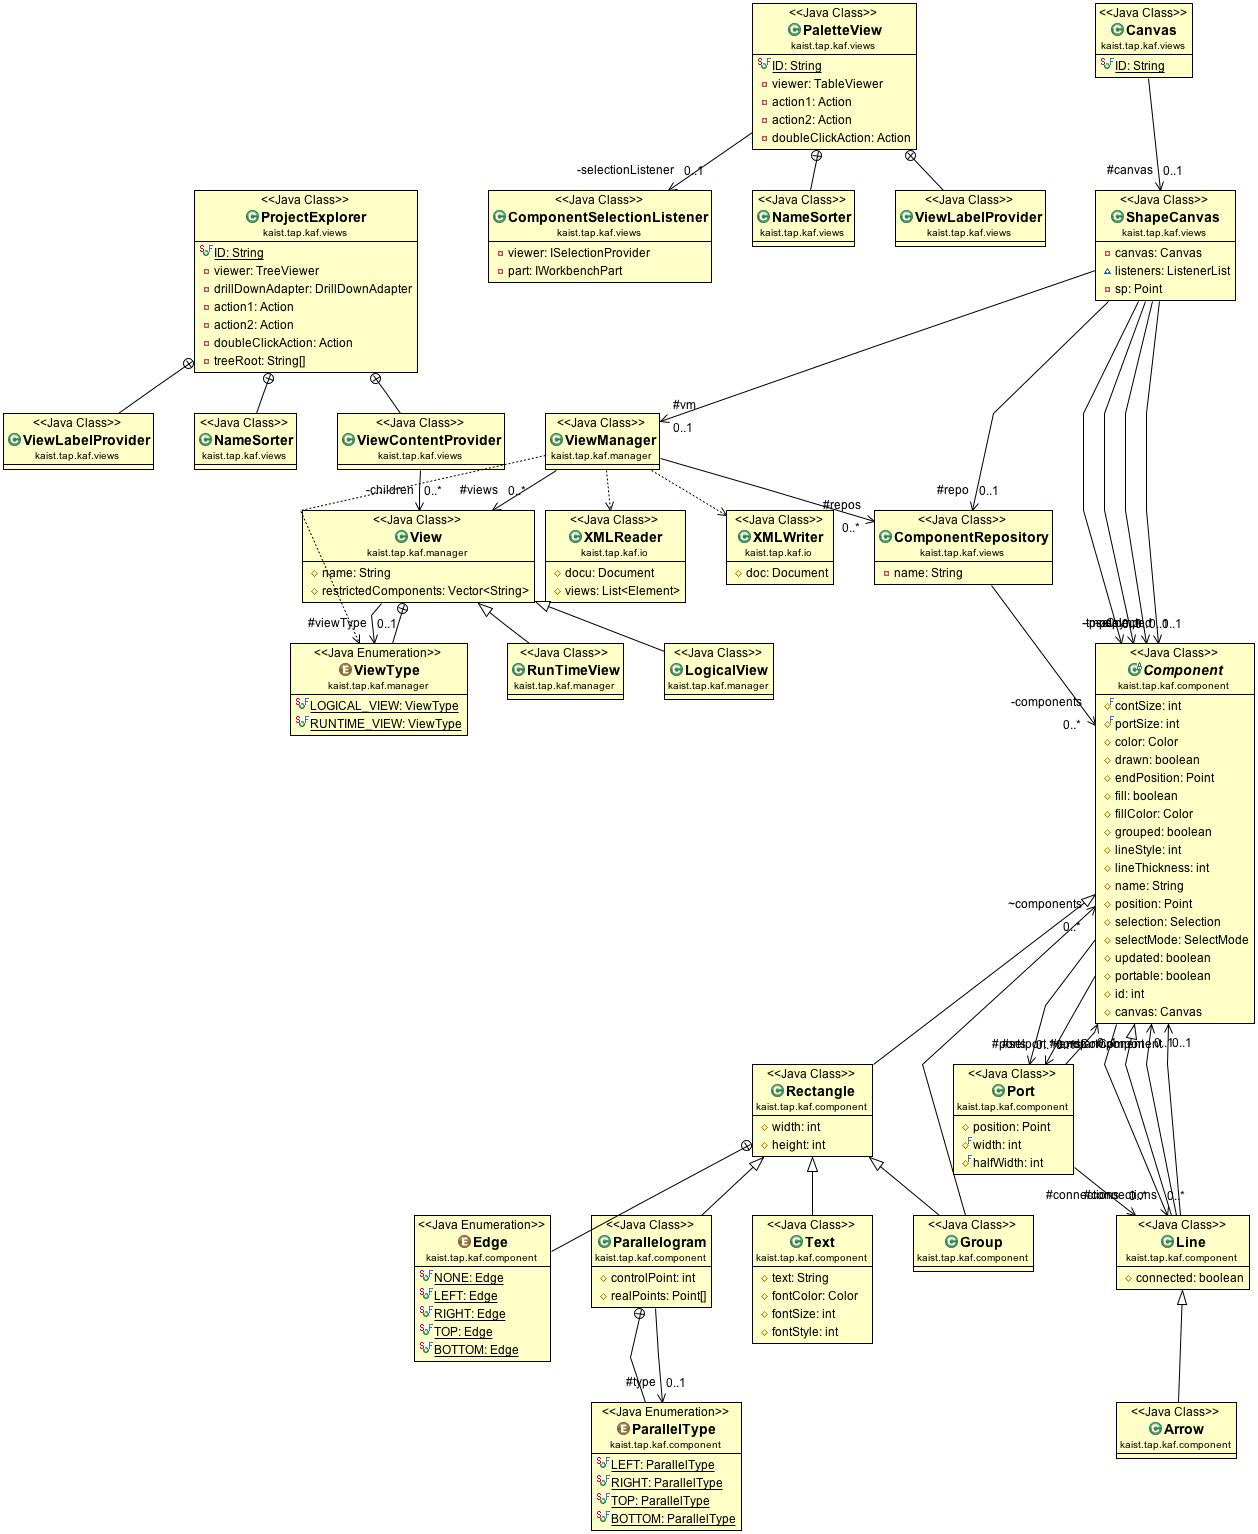 <<Java Class>>
PaletteView
kaist.tap.kaf.views
ID: String
viewer: TableViewer
action1: Action
action2: Action
doubleClickAction: Action
<<Java Class>>
Canvas
kaist.tap.kaf.views
ID: String
-selectionListener 0..1
#canvas 0..1
<<Java Class>>
ProjectExplorer
kaist.tap.kaf.views
ID: String
viewer: TreeViewer
drillDownAdapter: DrillDownAdapter
action1: Action
action2: Action
doubleClickAction: Action
treeRoot: String[]
<<Java Class>>
ComponentSelectionListener
kaist.tap.kaf.views
viewer: ISelectionProvider
part: IWorkbenchPart
<<Java Class>>
NameSorter
kaist.tap.kaf.views
<<Java Class>>
ViewLabelProvider
kaist.tap.kaf.views
<<Java Class>>
ShapeCanvas
kaist.tap.kaf.views
canvas: Canvas
listeners: ListenerList
sp: Point
#vm
0..1
<<Java Class>>
ViewLabelProvider
kaist.tap.kaf.views
<<Java Class>>
NameSorter
kaist.tap.kaf.views
<<Java Class>>
ViewContentProvider
kaist.tap.kaf.views
<<Java Class>>
ViewManager
kaist.tap.kaf.manager
-children 0..*
#views 0..*
#repos
0..*
#repo 0..1
<<Java Class>>
View
kaist.tap.kaf.manager
name: String
restrictedComponents: Vector<String>
<<Java Class>>
XMLReader
kaist.tap.kaf.io
docu: Document
views: List<Element>
<<Java Class>>
XMLWriter
kaist.tap.kaf.io
doc: Document
<<Java Class>>
ComponentRepository
kaist.tap.kaf.views
name: String
#viewType 0..1
0..1
<<Java Enumeration>>
ViewType
kaist.tap.kaf.manager
LOGICAL_VIEW: ViewType
RUNTIME_VIEW: ViewType
<<Java Class>>
RunTimeView
kaist.tap.kaf.manager
<<Java Class>>
LogicalView
kaist.tap.kaf.manager
-components
0..*
<<Java Class>>
Component
kaist.tap.kaf.component
contSize: int
portSize: int
color: Color
drawn: boolean
endPosition: Point
fill: boolean
fillColor: Color
grouped: boolean
lineStyle: int
lineThickness: int
name: String
position: Point
selection: Selection
selectMode: SelectMode
updated: boolean
portable: boolean
id: int
canvas: Canvas
~components
0..*
0..1
<<Java Class>>
Rectangle
kaist.tap.kaf.component
width: int
height: int
<<Java Class>>
Port
kaist.tap.kaf.component
position: Point
width: int
halfWidth: int
#connections
0..*
<<Java Enumeration>>
Edge
kaist.tap.kaf.component
NONE: Edge
LEFT: Edge
RIGHT: Edge
TOP: Edge
BOTTOM: Edge
<<Java Class>>
Parallelogram
kaist.tap.kaf.component
controlPoint: int
realPoints: Point[]
<<Java Class>>
Text
kaist.tap.kaf.component
text: String
fontColor: Color
fontSize: int
fontStyle: int
<<Java Class>>
Group
kaist.tap.kaf.component
<<Java Class>>
Line
kaist.tap.kaf.component
connected: boolean
#type 0..1
<<Java Enumeration>>
ParallelType
kaist.tap.kaf.component
LEFT: ParallelType
RIGHT: ParallelType
TOP: ParallelType
BOTTOM: ParallelType
<<Java Class>>
Arrow
kaist.tap.kaf.component